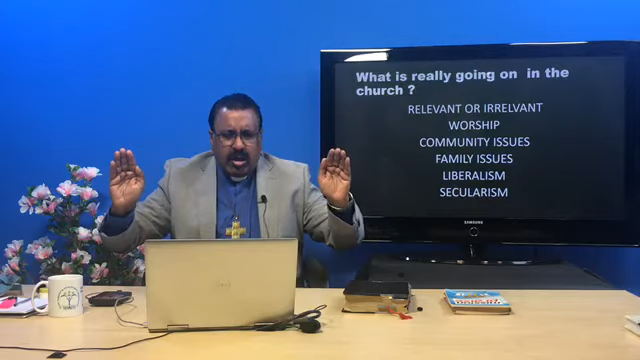 What is really going on in the
church ?
RELEVANT OR IRRELVANT
WORSHIP
COMMUNITY ISSUES
FAMILY ISSUES
LIBERALISM
SECULARISM
SAMSUNG
DELL